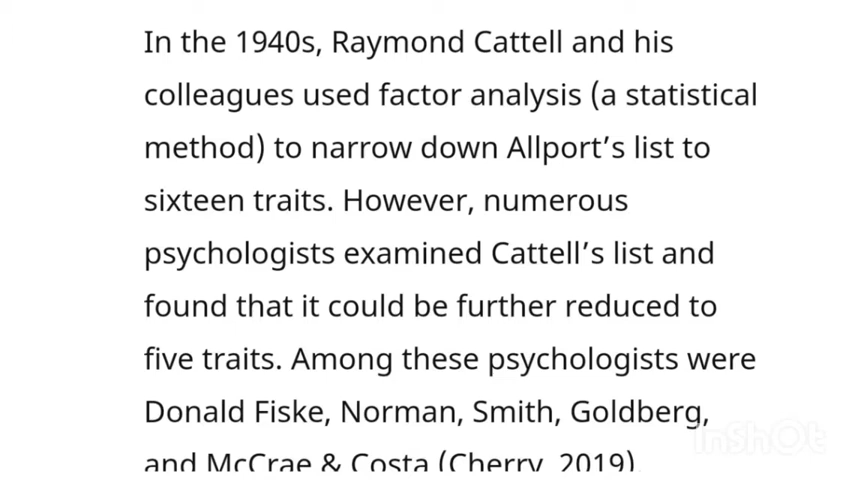 In the 1940s, Raymond Cattell and his
colleagues used factor analysis (a statistical
method) to narrow down Allport’s list to
sixteen traits. However, numerous
psychologists examined Cattell’s list and
found that it could be further reduced to
five traits. Among these psychologists were
Donald Fiske, Norman, Smith, Goldberg,
and McCrae & Costa (Cherry, 2019).
InShOt